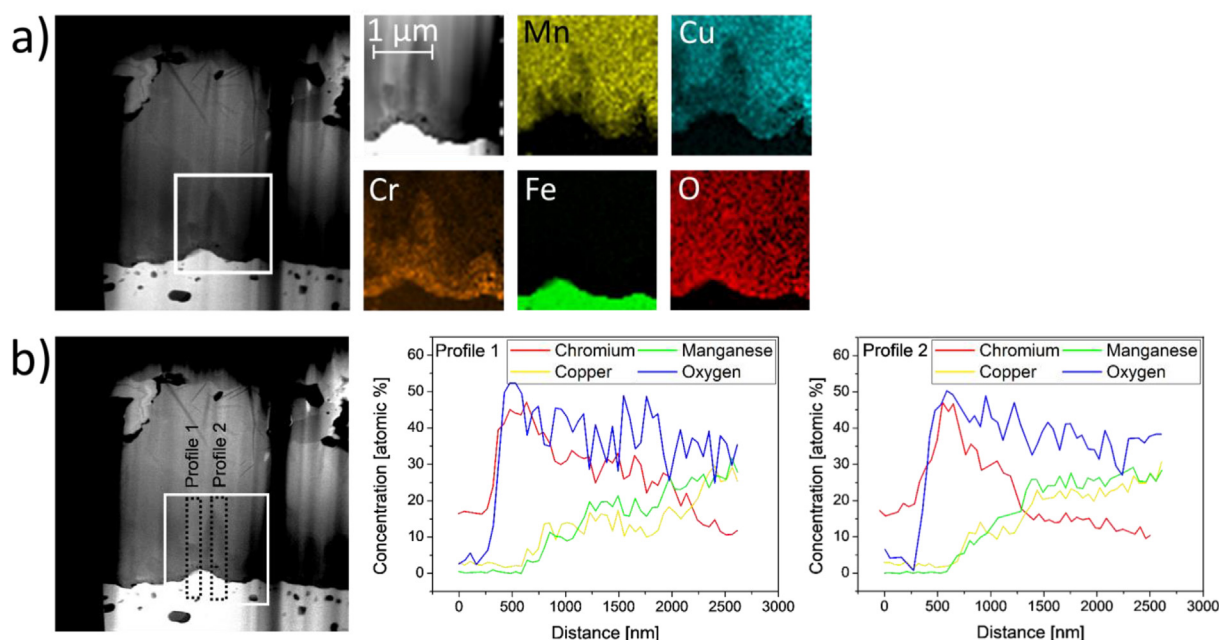 a)
1 µm
Mn
Cu
Cr
Fe
O
b)
Profile 1
Profile 2
Profile 1
Chromium
Manganese
Copper
Oxygen
Concentration [atomic %]
60
50
40
30
20
10
0
0
500
1000
1500
2000
2500
3000
Distance [nm]
Profile 2
Chromium
Manganese
Copper
Oxygen
Concentration [atomic %]
60
50
40
30
20
10
0
0
500
1000
1500
2000
2500
3000
Distance [nm]